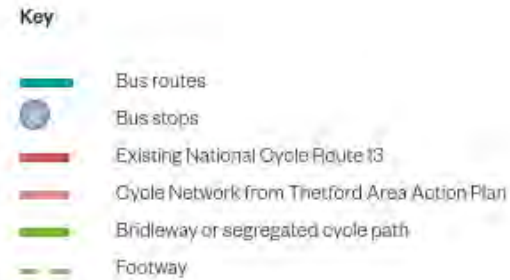 Key
Bus routes
Bus stops
Existing National Cycle Route 13
Cycle Network from Thetford Area Action Plan
Bridleway or segregated cycle path
Footway